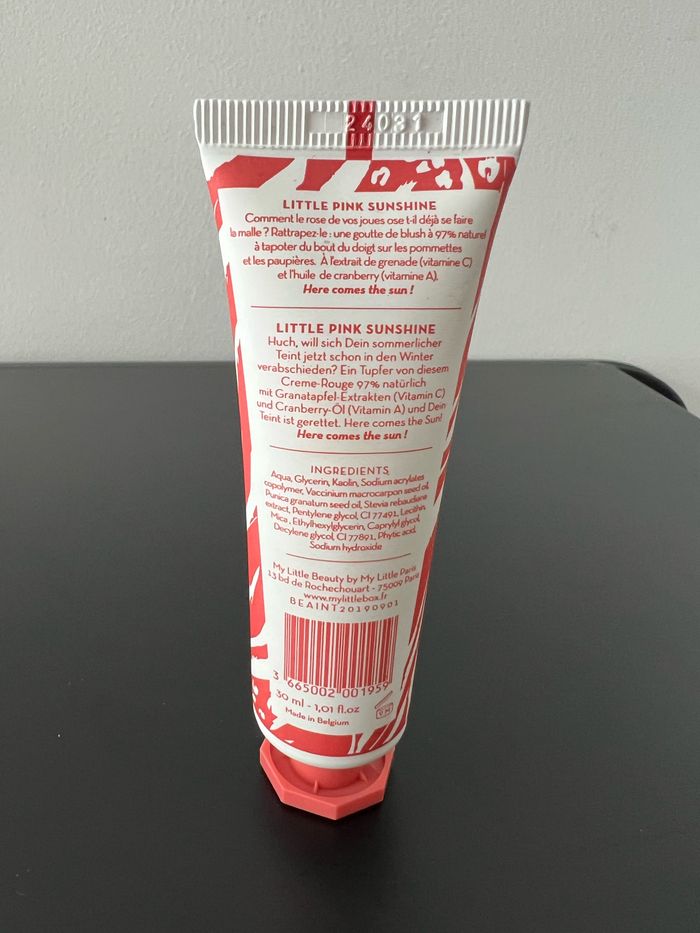 24031
LITTLE PINK SUNSHINE
Comment le rose de vos joues ose t-il déjà se faire
la malle ? Rattrapez-le : une goutte de blush à 97% naturel
à tapoter du bout du doigt sur les pommettes
et les paupières. À l'extrait de grenade (vitamine C)
et l'huile de cranberry (vitamine A).
Here comes the sun !
LITTLE PINK SUNSHINE
Huch, will sich Dein sommerlicher
Teint jetzt schon in den Winter
verabschieden? Ein Tupfer von diesem
Creme-Rouge 97% natürlich
mit Granatapfel-Extrakten (Vitamin C)
und Cranberry-Öl (Vitamin A) und Dein
Teint ist gerettet. Here comes the Sun!
Here comes the sun !
INGREDIENTS
Aqua, Glycerin, Kaolin, Sodium acrylates
copolymer, Vaccinium macrocarpon seed oil,
Punica granatum seed oil, Stevia rebaudiana
extract, Pentylene glycol, CI 77491, Lecithin,
Mica, Ethylhexylglycerin, Caprylyl glycol,
Decylene glycol, CI 77891, Phytic acid,
Sodium hydroxide
My Little Beauty by My Little Paris
13 bd de Rochechouart - 75009 Paris
www.mylittlebox.fr
BEAINT20190901
3 665002 001959
30 ml - 1,01 fl.oz
Made in Belgium